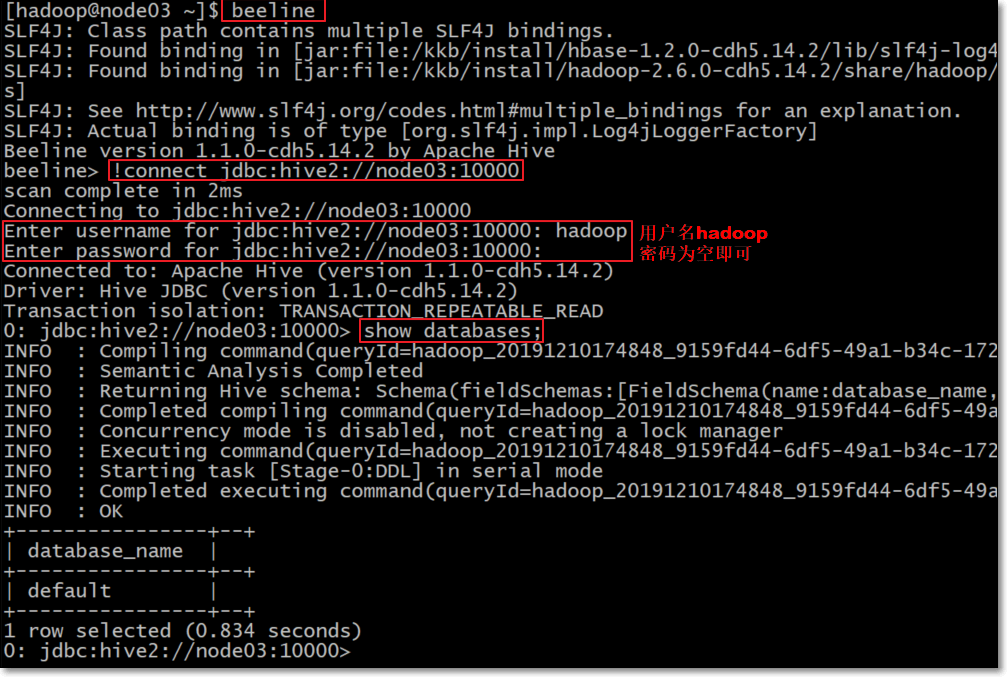 [hadoop@node03 ~]$ beeline
SLF4J: Class path contains multiple SLF4J bindings.
SLF4J: Found binding in [jar:file:/kkb/install/hbase-1.2.0-cdh5.14.2/lib/slf4j-log4
SLF4J: Found binding in [jar:file:/kkb/install/hadoop-2.6.0-cdh5.14.2/share/hadoop/
s]
SLF4J: See http://www.slf4j.org/codes.html#multiple_bindings for an explanation.
SLF4J: Actual binding is of type [org.slf4j.impl.Log4jLoggerFactory]
Beeline version 1.1.0-cdh5.14.2 by Apache Hive
beeline> !connect jdbc:hive2://node03:10000
scan complete in 2ms
Connecting to jdbc:hive2://node03:10000
Enter username for jdbc:hive2://node03:10000: hadoop 用户名hadoop
Enter password for jdbc:hive2://node03:10000: 密码为空即可
Connected to: Apache Hive (version 1.1.0-cdh5.14.2)
Driver: Hive JDBC (version 1.1.0-cdh5.14.2)
Transaction isolation: TRANSACTION_REPEATABLE_READ
0: jdbc:hive2://node03:10000> show databases;
INFO  : Compiling command(queryId=hadoop_20191210174848_9159fd44-6df5-49a1-b34c-172
INFO  : Semantic Analysis Completed
INFO  : Returning Hive schema: Schema(fieldSchemas:[FieldSchema(name:database_name,
INFO  : Completed compiling command(queryId=hadoop_20191210174848_9159fd44-6df5-49a
INFO  : Concurrency mode is disabled, not creating a lock manager
INFO  : Executing command(queryId=hadoop_20191210174848_9159fd44-6df5-49a1-b34c-172
INFO  : Starting task [Stage-0:DDL] in serial mode
INFO  : Completed executing command(queryId=hadoop_20191210174848_9159fd44-6df5-49a
INFO  : OK
+----------------+--+
| database_name  |
+----------------+--+
| default        |
+----------------+--+
1 row selected (0.834 seconds)
0: jdbc:hive2://node03:10000>